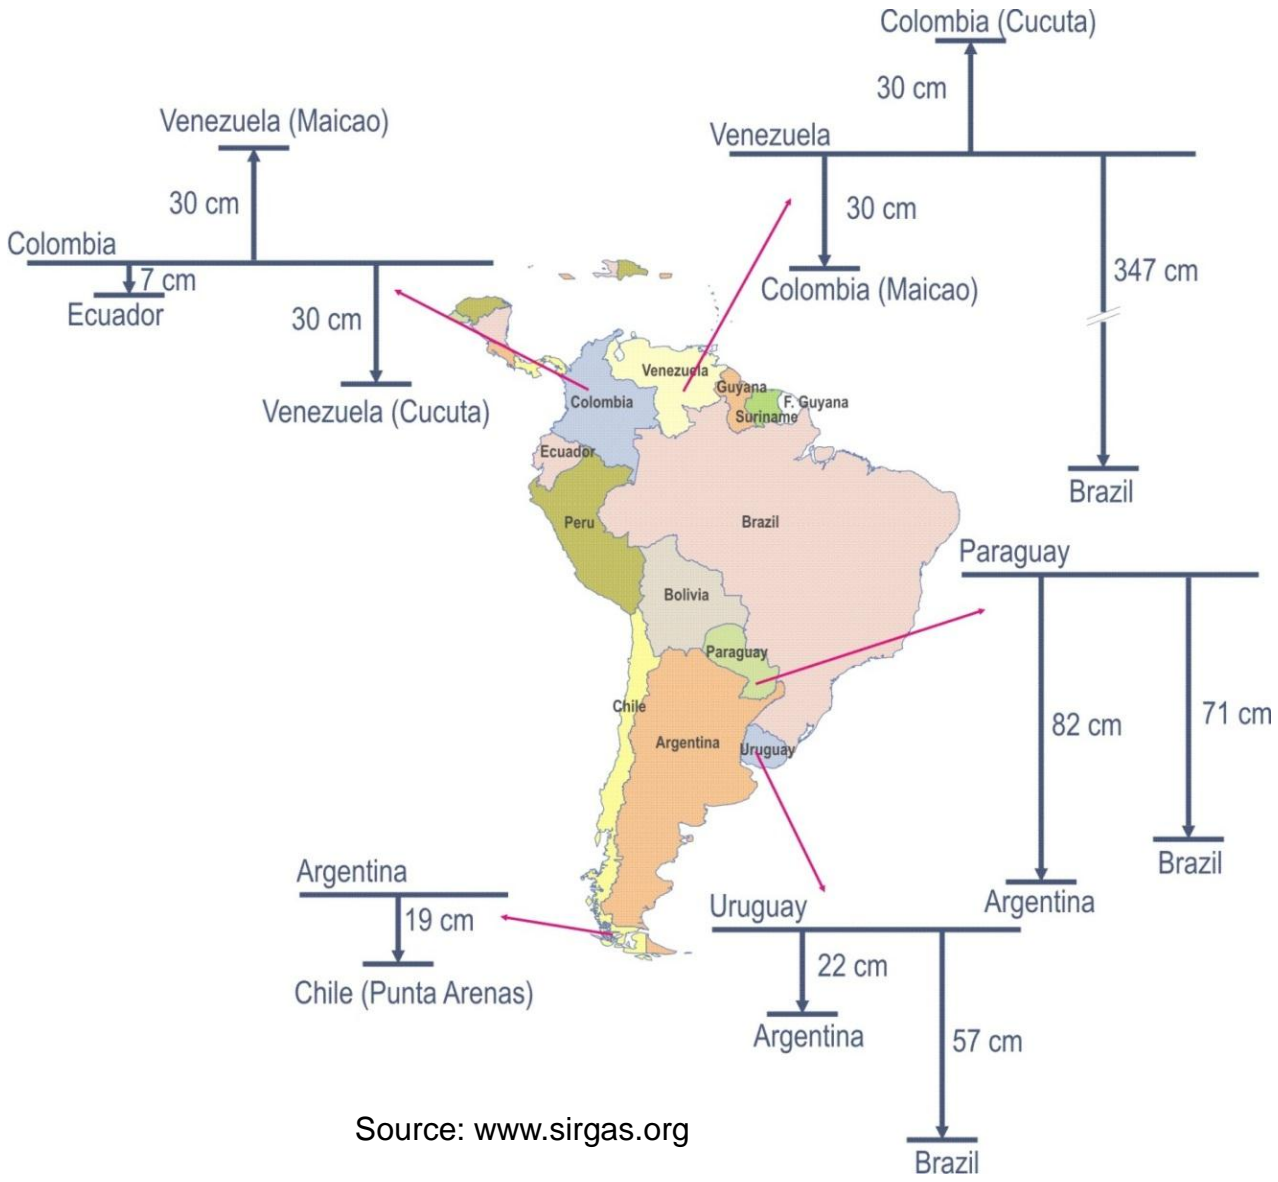 Colombia (Cucuta)
30 cm
Venezuela
30 cm
Colombia (Maicao)
347 cm
Brazil
Venezuela (Maicao)
30 cm
Colombia
7 cm
Ecuador
30 cm
Venezuela (Cucuta)
Venezuela
Guyana
F. Guyana
Suriname
Colombia
Ecuador
Peru
Brazil
Bolivia
Paraguay
Chile
Argentina
Uruguay
Paraguay
82 cm
71 cm
Brazil
Argentina
Argentina
19 cm
Chile (Punta Arenas)
Uruguay
22 cm
Argentina
57 cm
Brazil
Source: www.sirgas.org